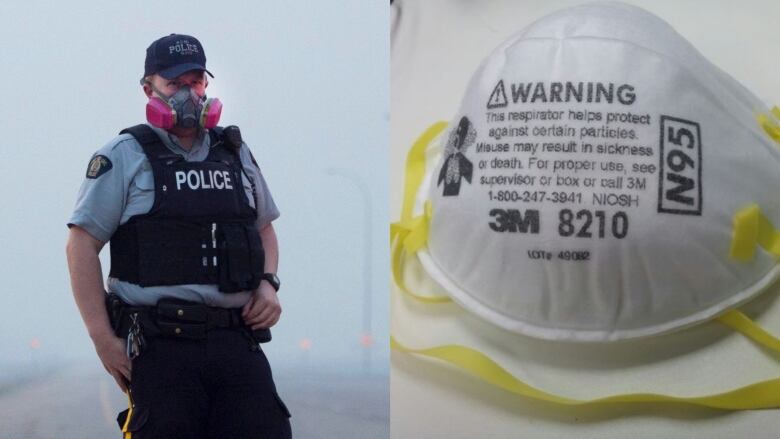 POLICE
POLICE
⚠WARNING
This respirator helps protect
against certain particles.
Misuse may result in sickness
or death. For proper use, see
supervisor or box or call 3M
1-800-247-3941. NIOSH
N95
3M 8210
LOT# 49082